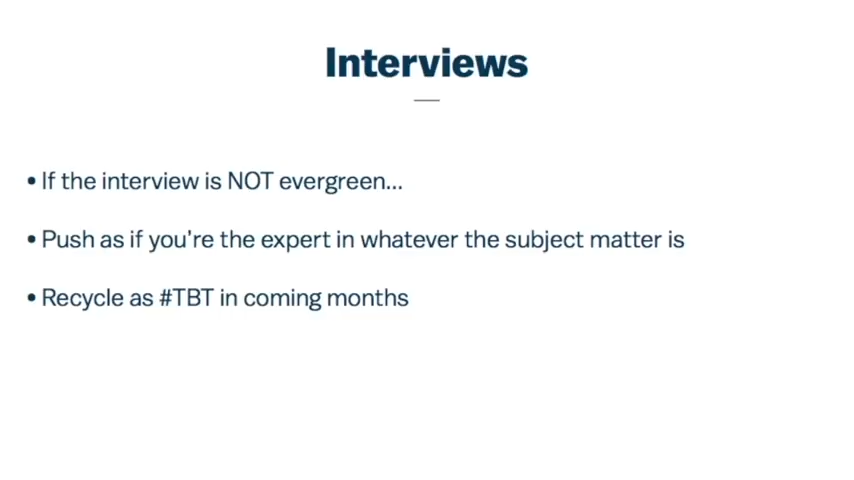 Interviews
• If the interview is NOT evergreen...
• Push as if you're the expert in whatever the subject matter is
• Recycle as #TBT in coming months